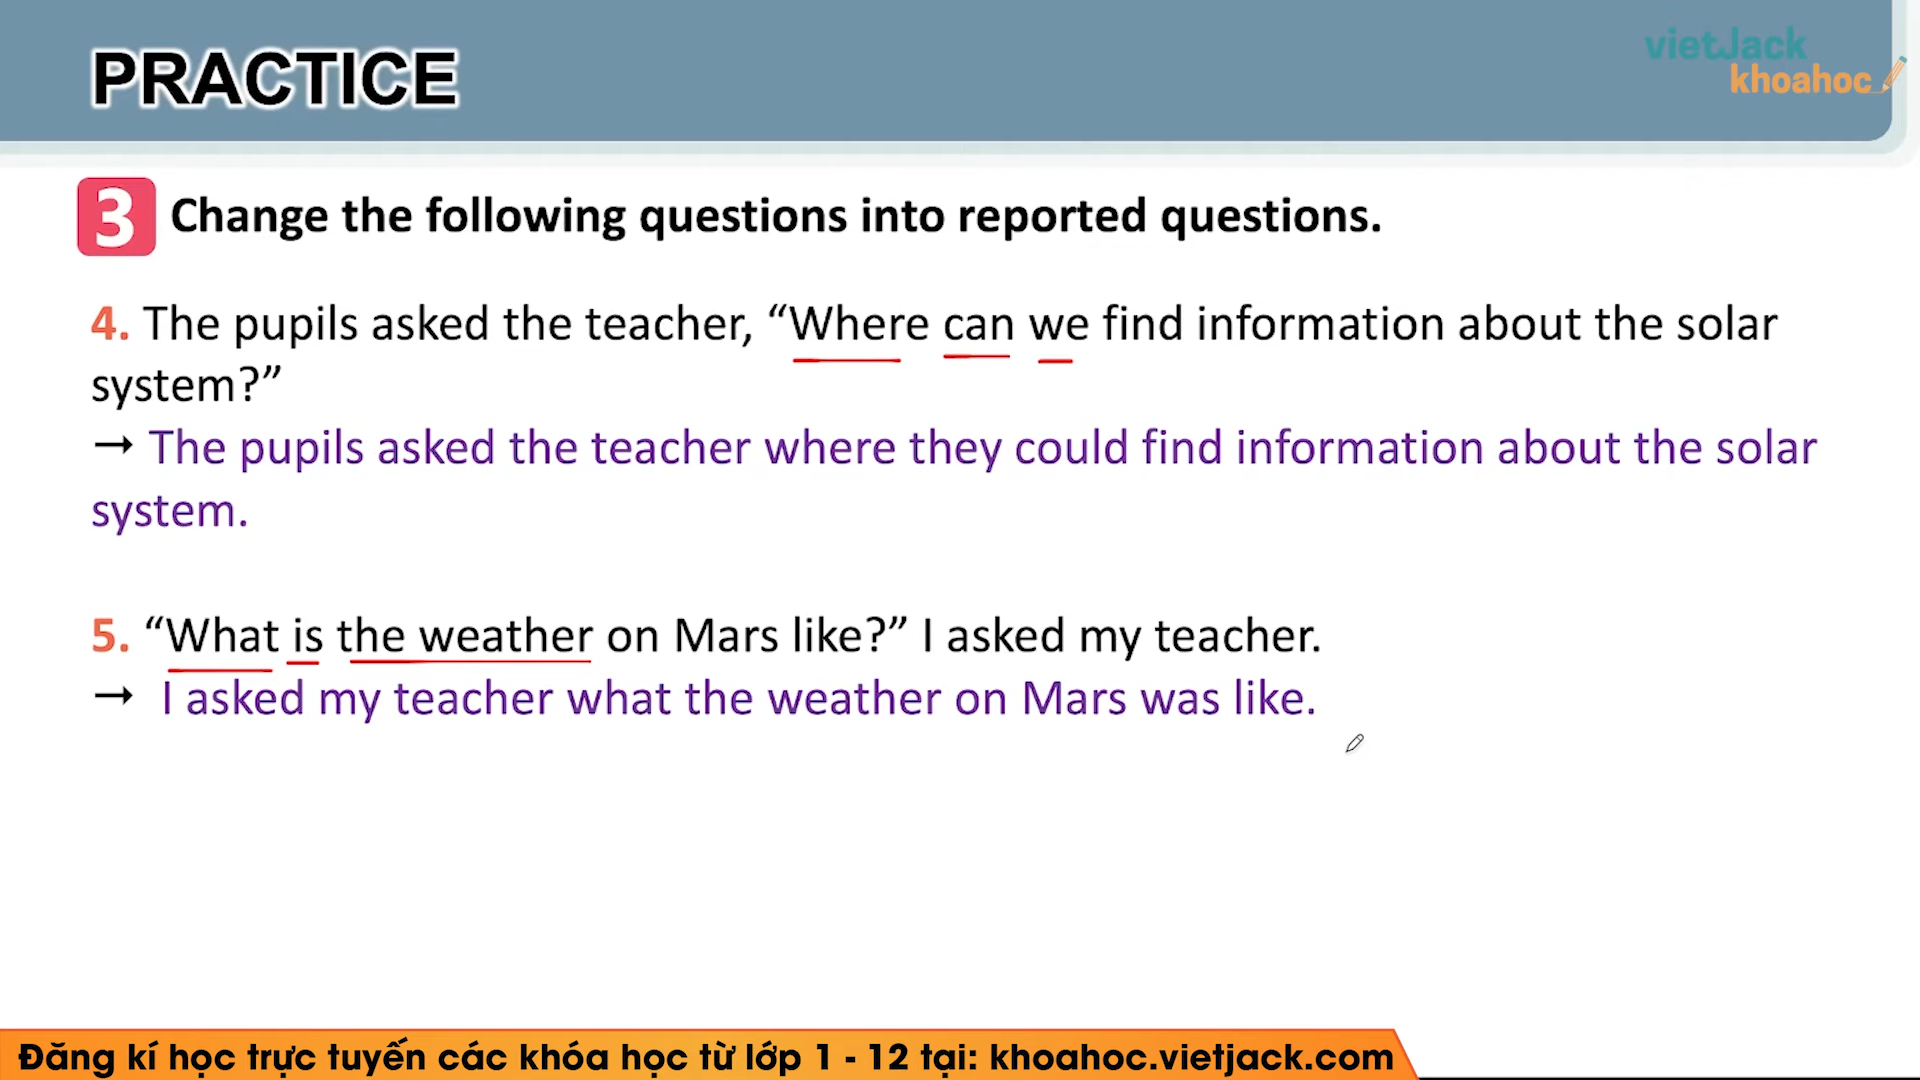 PRACTICE
vietJack
khoahoc
3 Change the following questions into reported questions.
4. The pupils asked the teacher, “Where can we find information about the solar
system?”
→ The pupils asked the teacher where they could find information about the solar
system.
5. “What is the weather on Mars like?” I asked my teacher.
→ I asked my teacher what the weather on Mars was like.
Đăng kí học trực tuyến các khóa học từ lớp 1 - 12 tại: khoahoc.vietjack.com